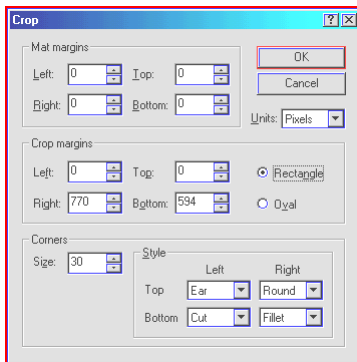 Crop
Mat margins
Left: 0 Top: 0
Right: 0 Bottom: 0
OK
Cancel
Units: Pixels
Crop margins
Left: 0 Top: 0
Right: 770 Bottom: 594
Rectangle
Oval
Corners
Size: 30
Style
Left Right
Top Ear Round
Bottom Cut Fillet